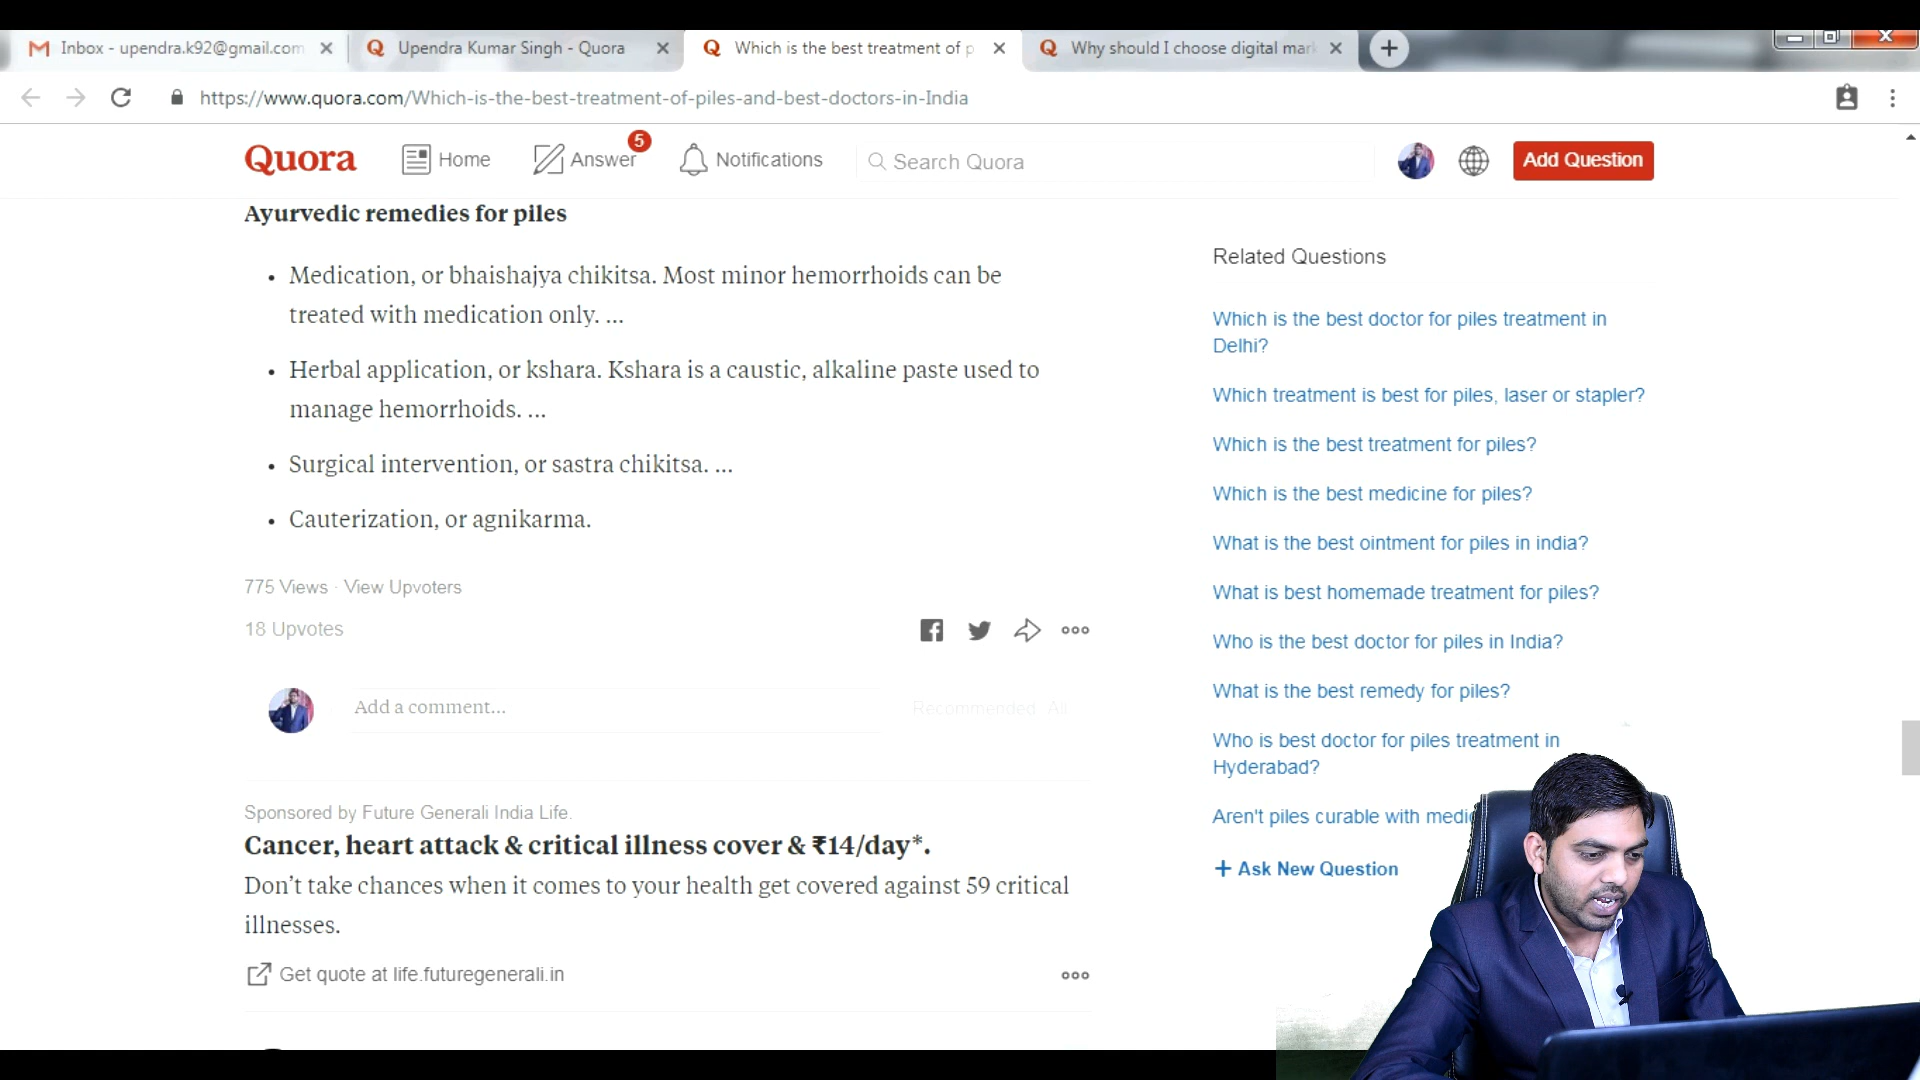 Inbox - upendra.k92@gmail.com
Upendra Kumar Singh - Quora
Which is the best treatment of p
Why should I choose digital mar
https://www.quora.com/Which-is-the-best-treatment-of-piles-and-best-doctors-in-India
Quora
Home
Answer
5
Notifications
Search Quora
Add Question
Ayurvedic remedies for piles
• Medication, or bhaishajya chikitsa. Most minor hemorrhoids can be
treated with medication only. ...
• Herbal application, or kshara. Kshara is a caustic, alkaline paste used to
manage hemorrhoids. ...
• Surgical intervention, or sastra chikitsa. ...
• Cauterization, or agnikarma.
775 Views · View Upvoters
18 Upvotes
Add a comment...
Recommended All
Sponsored by Future Generali India Life.
Cancer, heart attack & critical illness cover & ₹14/day*.
Don't take chances when it comes to your health get covered against 59 critical
illnesses.
Get quote at life.futuregenerali.in
Related Questions
Which is the best doctor for piles treatment in
Delhi?
Which treatment is best for piles, laser or stapler?
Which is the best treatment for piles?
Which is the best medicine for piles?
What is the best ointment for piles in india?
What is best homemade treatment for piles?
Who is the best doctor for piles in India?
What is the best remedy for piles?
Who is best doctor for piles treatment in
Hyderabad?
Aren't piles curable with medic
+ Ask New Question